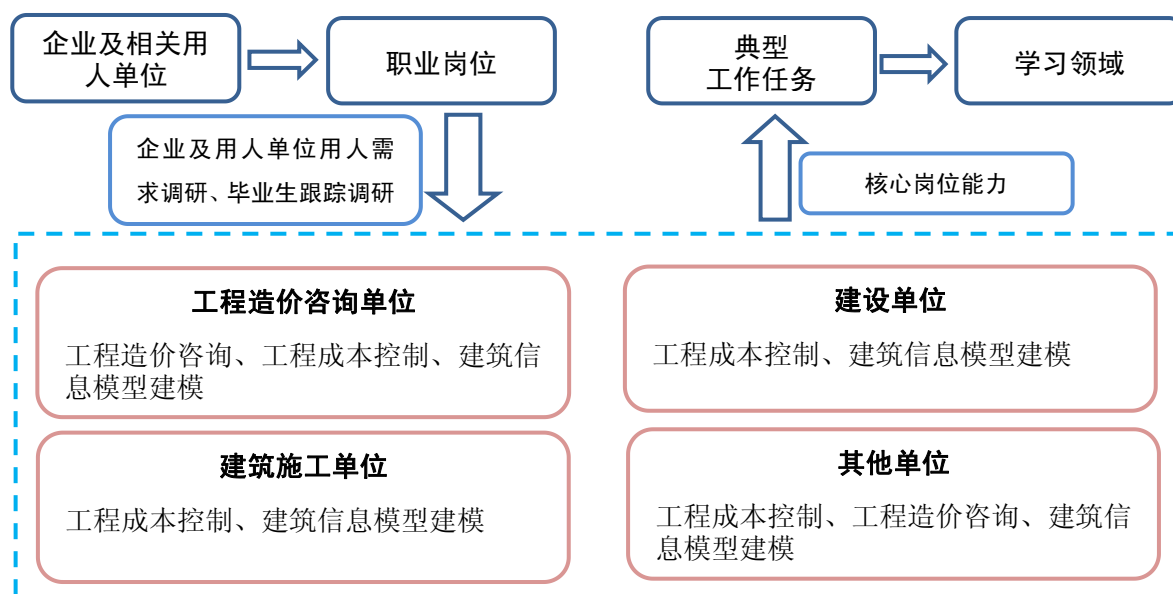 企业及相关用
人单位
职业岗位
典型
工作任务
学习领域
企业及用人单位用人需
求调研、毕业生跟踪调研
核心岗位能力
工程造价咨询单位
工程造价咨询、工程成本控制、建筑信
息模型建模
建设单位
工程成本控制、建筑信息模型建模
建筑施工单位
工程成本控制、建筑信息模型建模
其他单位
工程成本控制、工程造价咨询、建筑信
息模型建模